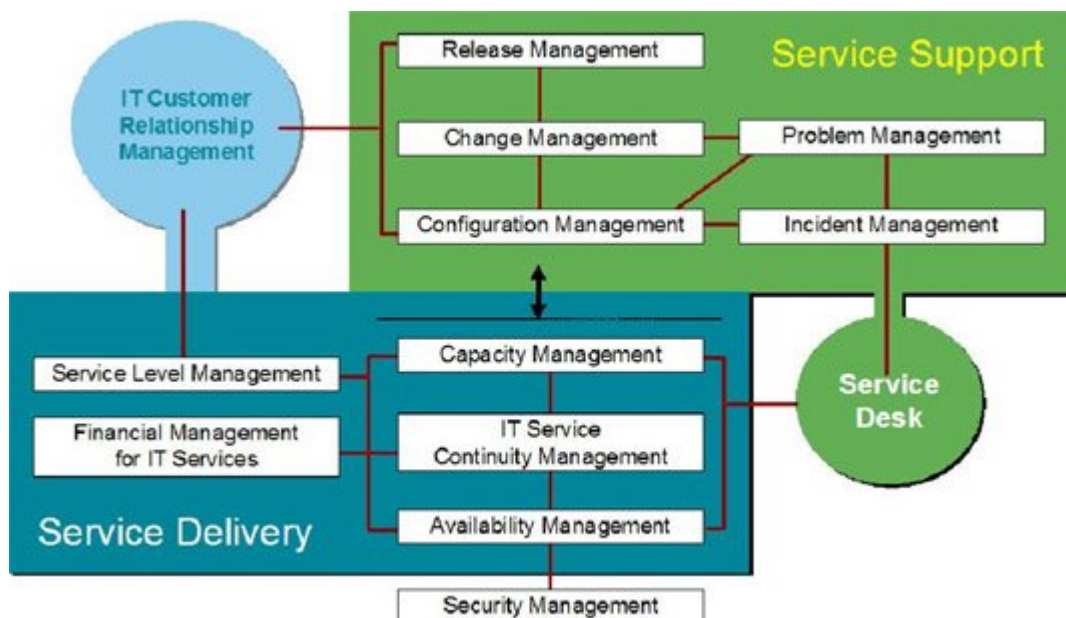 Release Management
Service Support
IT Customer
Relationship
Management
Change Management
Problem Management
Configuration Management
Incident Management
Capacity Management
Service Level Management
Service
Desk
Financial Management
for IT Services
IT Service
Continuity Management
Availability Management
Service Delivery
Security Management